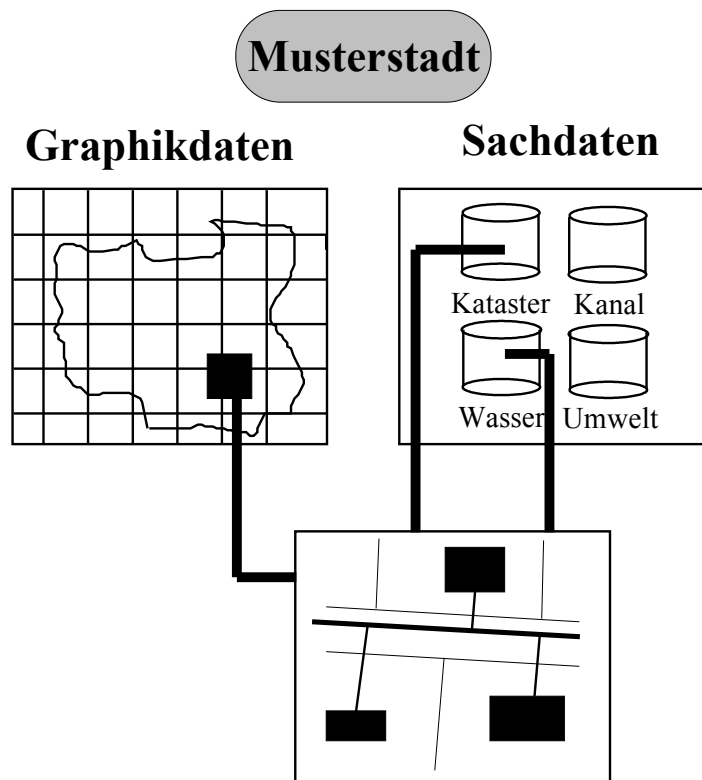 Musterstadt
Graphikdaten
Sachdaten
Kataster Kanal
Wasser Umwelt